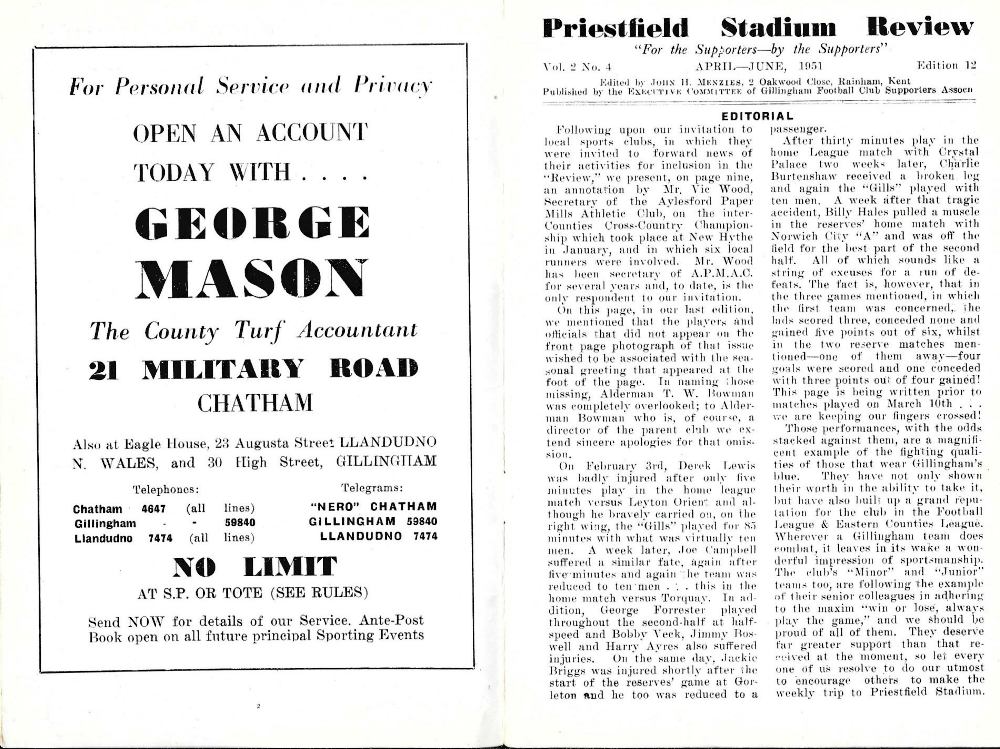 For Personal Service and Privacy
OPEN AN ACCOUNT
TODAY WITH . . . .
GEORGE
MASON
The County Turf Accountant
21 MILITARY ROAD
CHATHAM
Also at Eagle House, 23 Augusta Street LLANDUDNO
N. WALES, and 30 High Street, GILLINGHAM
Telephones:
Chatham 4647 (all lines)
Gillingham - - 59840
Llandudno 7474 (all lines)
Telegrams:
"NERO" CHATHAM
GILLINGHAM 59840
LLANDUDNO 7474
NO LIMIT
AT S.P. OR TOTE (SEE RULES)
Send NOW for details of our Service. Ante-Post
Book open on all future principal Sporting Events
2
Priestfield Stadium Review
"For the Supporters—by the Supporters"
Vol. 2 No. 4 APRIL—JUNE, 1951 Edition 12
Edited by JOHN H. MENZIES, 2 Oakwood Close, Rainham, Kent
Published by the EXECUTIVE COMMITTEE of Gillingham Football Club Supporters Assocn
EDITORIAL
Following upon our invitation to
local sports clubs, in which they
were invited to forward news of
their activities for inclusion in the
"Review," we present, on page nine,
an annotation by Mr. Vic Wood,
Secretary of the Aylesford Paper
Mills Athletic Club, on the inter-
Counties Cross-Country Champion-
ship which took place at New Hythe
in January, and in which six local
runners were involved. Mr. Wood
has been secretary of A.P.M.A.C.
for several years and, to date, is the
only respondent to our invitation.
On this page, in our last edition,
we mentioned that the players and
officials that did not appear on the
front page photograph of that issue
wished to be associated with the sea-
sonal greeting that appeared at the
foot of the page. In naming those
missing, Alderman T. W. Bowman
was completely overlooked; to Alder-
man Bowman who is, of course, a
director of the parent club we ex-
tend sincere apologies for that omis-
sion.
On February 3rd, Derek Lewis
was badly injured after only five
minutes play in the home league
match versus Leyton Orient and al-
though he bravely carried on, on the
right wing, the "Gills" played for 85
minutes with what was virtually ten
men. A week later, Joe Campbell
suffered a similar fate, again after
five minutes and again the team was
reduced to ten men . . . this in the
home match versus Torquay. In ad-
dition, George Forrester played
throughout the second-half at half-
speed and Bobby Veck, Jimmy Bos-
well and Harry Ayres also suffered
injuries. On the same day, Jackie
Briggs was injured shortly after the
start of the reserves' game at Gor-
leton and he too was reduced to a
passenger.
After thirty minutes play in the
home League match with Crystal
Palace two weeks later, Charlie
Burtenshaw received a broken leg
and again the "Gills" played with
ten men. A week after that tragic
accident, Billy Hales pulled a muscle
in the reserves' home match with
Norwich City "A" and was off the
field for the best part of the second
half. All of which sounds like a
string of excuses for a run of de-
feats. The fact is, however, that in
the three games mentioned, in which
the first team was concerned, the
lads scored three, conceded none and
gained five points out of six, whilst
in the two reserve matches men-
tioned—one of them away—four
goals were scored and one conceded
with three points out of four gained!
This page is being written prior to
matches played on March 10th . . .
we are keeping our fingers crossed!
Those performances, with the odds
stacked against them, are a magnifi-
cent example of the fighting quali-
ties of those that wear Gillingham's
blue. They have not only shown
their worth in the ability to take it,
but have also built up a grand repu-
tation for the club in the Football
League & Eastern Counties League.
Wherever a Gillingham team does
combat, it leaves in its wake a won-
derful impression of sportsmanship.
The club's "Minor" and "Junior"
teams too, are following the example
of their senior colleagues in adhering
to the maxim "win or lose, always
play the game," and we should be
proud of all of them. They deserve
far greater support than that re-
ceived at the moment, so let every
one of us resolve to do our utmost
to encourage others to make the
weekly trip to Priestfield Stadium.